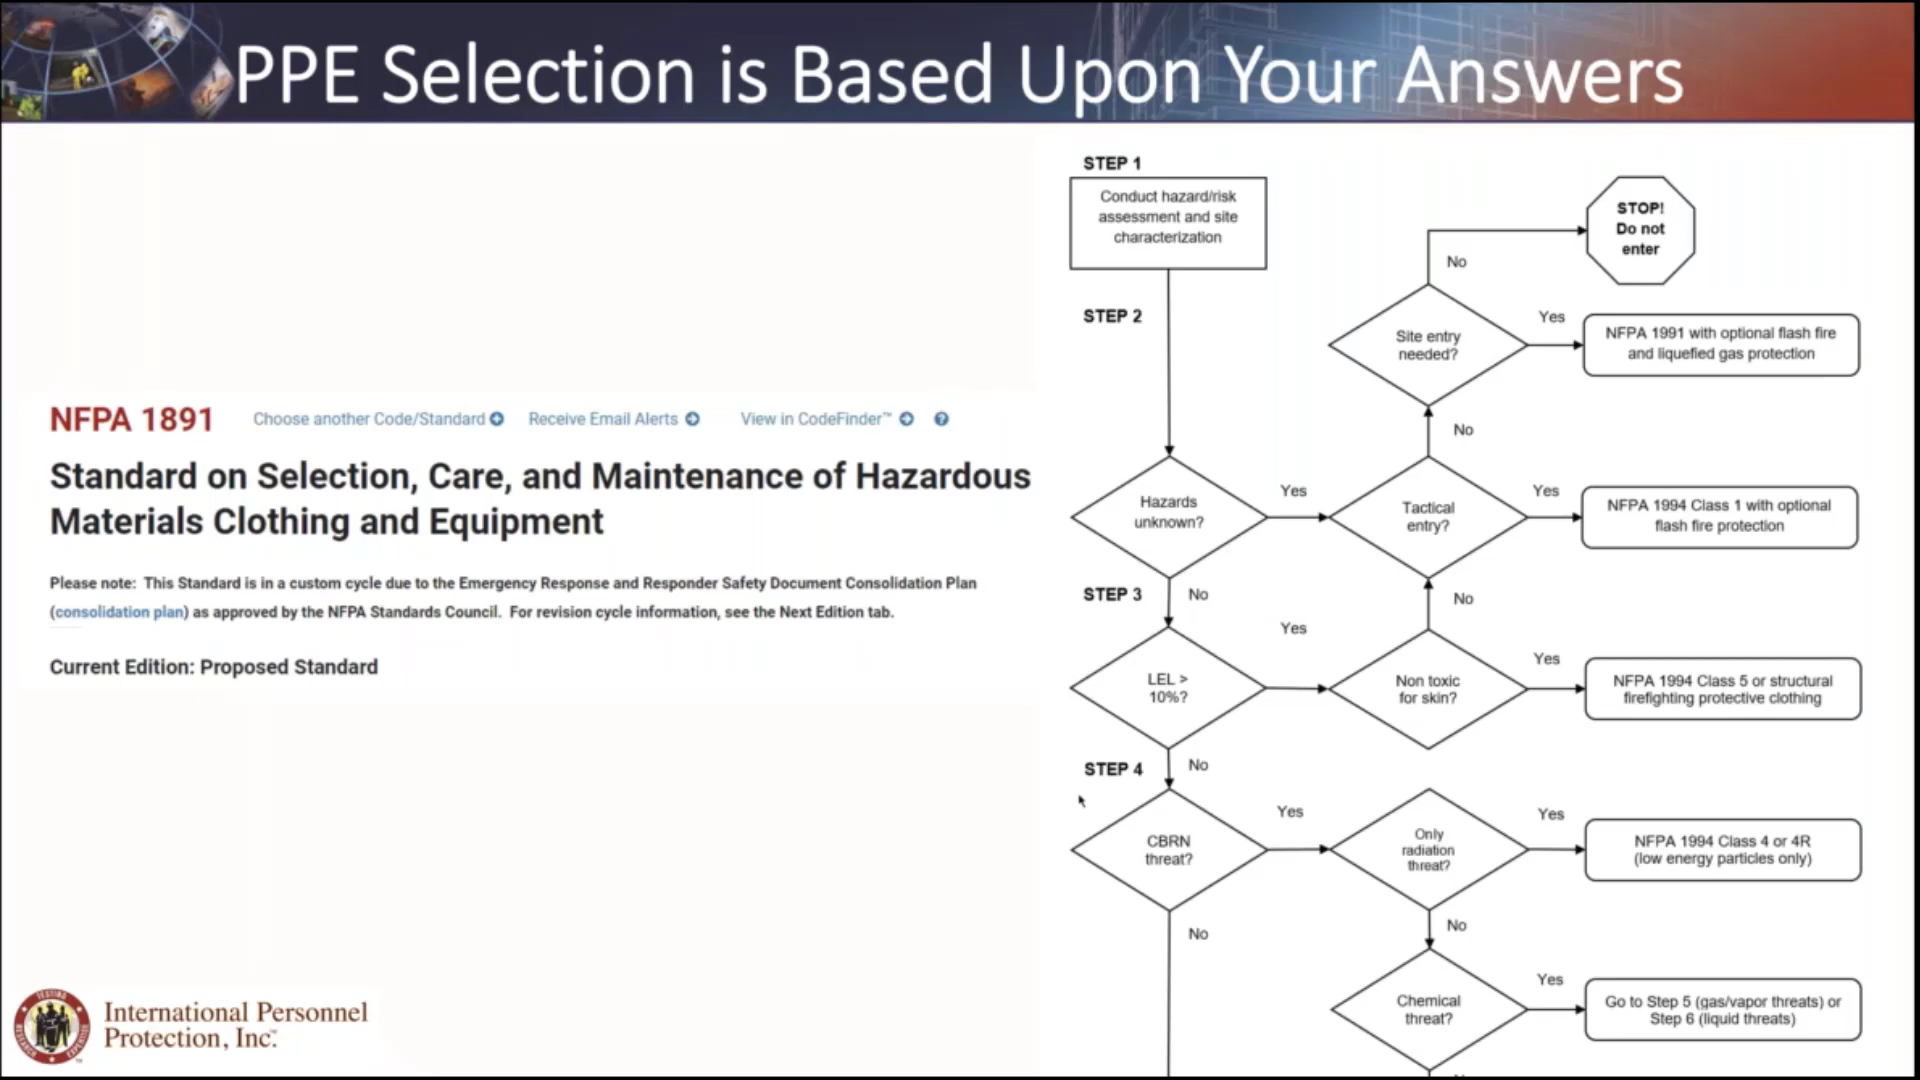 PPE Selection is Based Upon Your Answers
NFPA 1891
Choose another Code/Standard
Receive Email Alerts
View in CodeFinder™
?
Standard on Selection, Care, and Maintenance of Hazardous
Materials Clothing and Equipment
Please note: This Standard is in a custom cycle due to the Emergency Response and Responder Safety Document Consolidation Plan
(consolidation plan) as approved by the NFPA Standards Council. For revision cycle information, see the Next Edition tab.
Current Edition: Proposed Standard
STEP 1
Conduct hazard/risk
assessment and site
characterization
STOP!
Do not
enter
No
STEP 2
Site entry
needed?
Yes
NFPA 1991 with optional flash fire
and liquefied gas protection
No
Hazards
unknown?
Yes
Tactical
entry?
Yes
NFPA 1994 Class 1 with optional
flash fire protection
STEP 3
No
No
LEL >
10%?
Yes
Non toxic
for skin?
Yes
NFPA 1994 Class 5 or structural
firefighting protective clothing
STEP 4
No
CBRN
threat?
Yes
Only
radiation
threat?
Yes
NFPA 1994 Class 4 or 4R
(low energy particles only)
No
No
Chemical
threat?
Yes
Go to Step 5 (gas/vapor threats) or
Step 6 (liquid threats)
TESTING
RESEARCH
EXPERTISE
International Personnel
Protection, Inc.